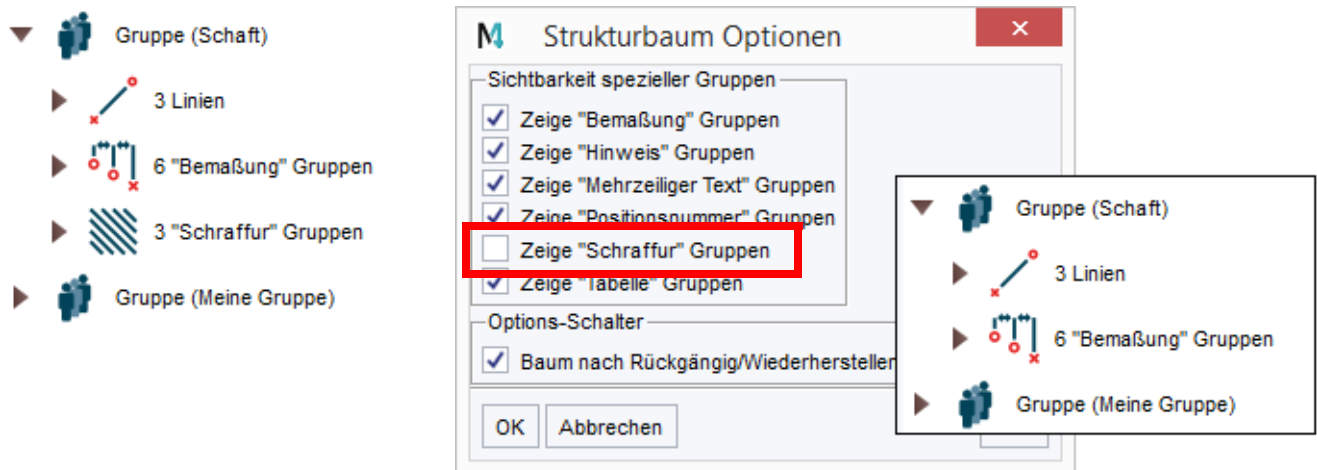 Gruppe (Schaft)
3 Linien
6 "Bemaßung" Gruppen
3 "Schraffur" Gruppen
Gruppe (Meine Gruppe)
Strukturbaum Optionen
Sichtbarkeit spezieller Gruppen
Zeige "Bemaßung" Gruppen
Zeige "Hinweis" Gruppen
Zeige "Mehrzeiliger Text" Gruppen
Zeige "Positionsnummer" Gruppen
Zeige "Schraffur" Gruppen
Zeige "Tabelle" Gruppen
Options-Schalter
Baum nach Rückgängig/Wiederhersteller
OK
Abbrechen
Gruppe (Schaft)
3 Linien
6 "Bemaßung" Gruppen
Gruppe (Meine Gruppe)